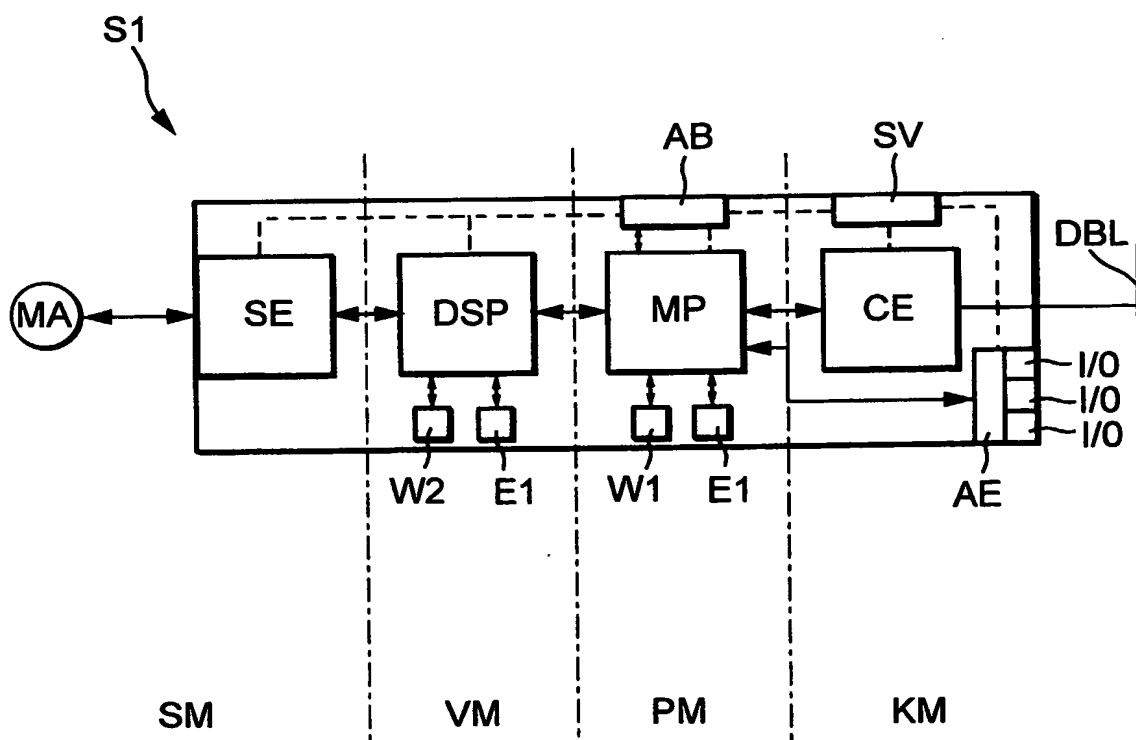 S1
AB SV
DBL
MA SE DSP MP CE
I/0
I/0
I/0
W2 E1 W1 E1 AE
SM VM PM KM